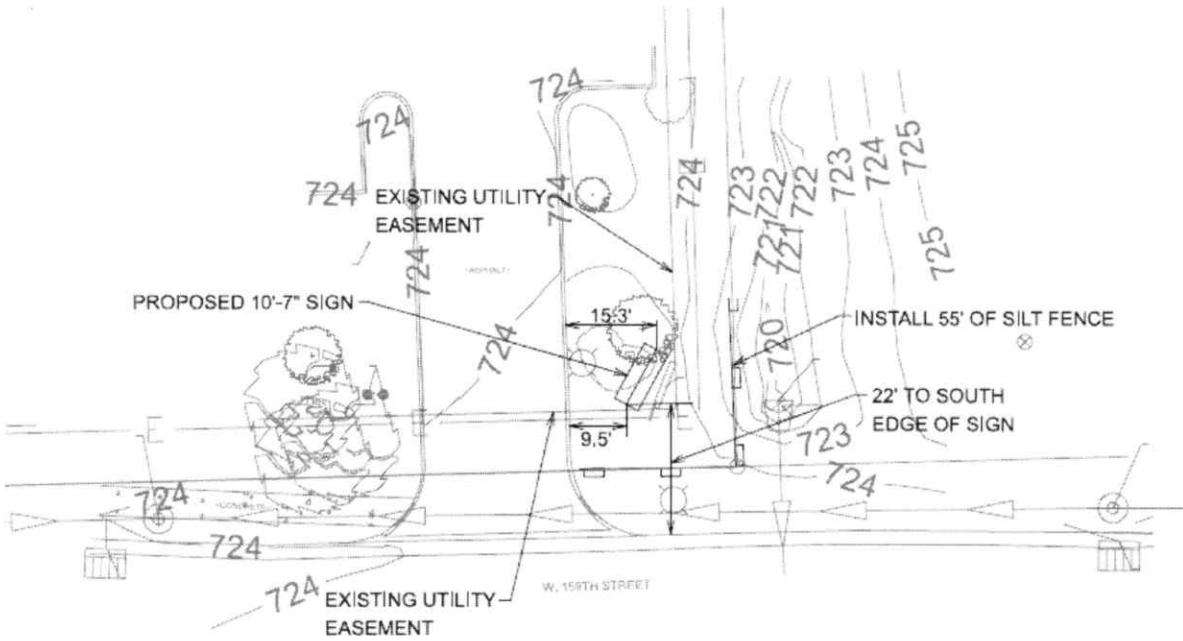 724
724
724
EXISTING UTILITY
EASEMENT
724
724
724
723
722
722
721
721
723
724
725
725
724
PROPOSED 10'-7" SIGN
15.3'
INSTALL 55' OF SILT FENCE
720
22' TO SOUTH
EDGE OF SIGN
9.5'
723
724
724
724
724
EXISTING UTILITY
EASEMENT
W. 159TH STREET